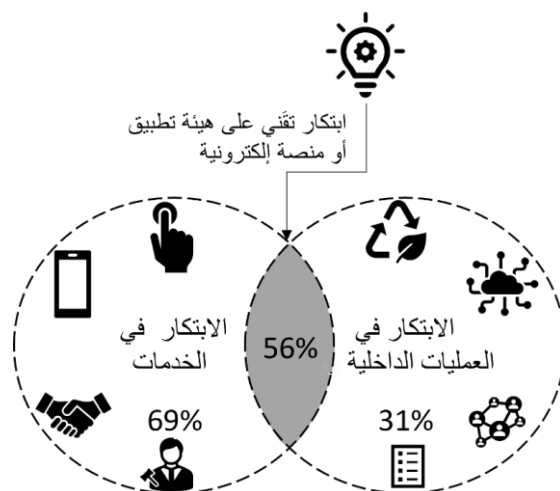 ابتكار تقَني على هيئة تطبيق
أو منصة إلكترونية
الابتكار في
العمليات الداخلية
31%
56%
الابتكار في
الخدمات
69%